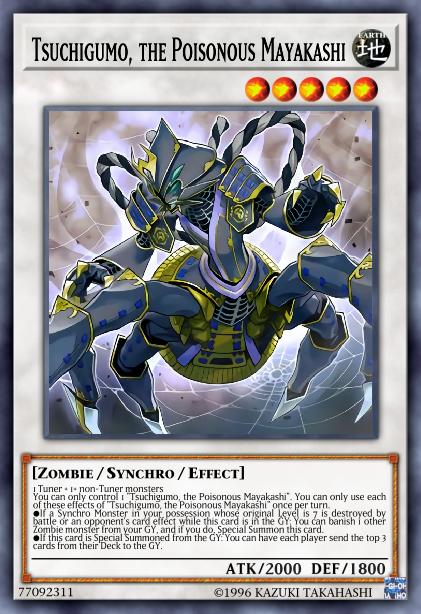 TSUCHIGUMO, THE POISONOUS MAYAKASHI
EARTH
地
[ZOMBIE / SYNCHRO / EFFECT]
1 Tuner + 1+ non-Tuner monsters
You can only control 1 "Tsuchigumo, the Poisonous Mayakashi". You can only use each
of these effects of "Tsuchigumo, the Poisonous Mayakashi" once per turn.
●If a Synchro Monster in your possession whose original Level is 7 is destroyed by
battle or an opponent's card effect while this card is in the GY: You can banish 1 other
Zombie monster from your GY, and if you do, Special Summon this card.
●If this card is Special Summoned from the GY: You can have each player send the top 3
cards from their Deck to the GY.
ATK/2000 DEF/1800
77092311
©1996 KAZUKI TAKAHASHI